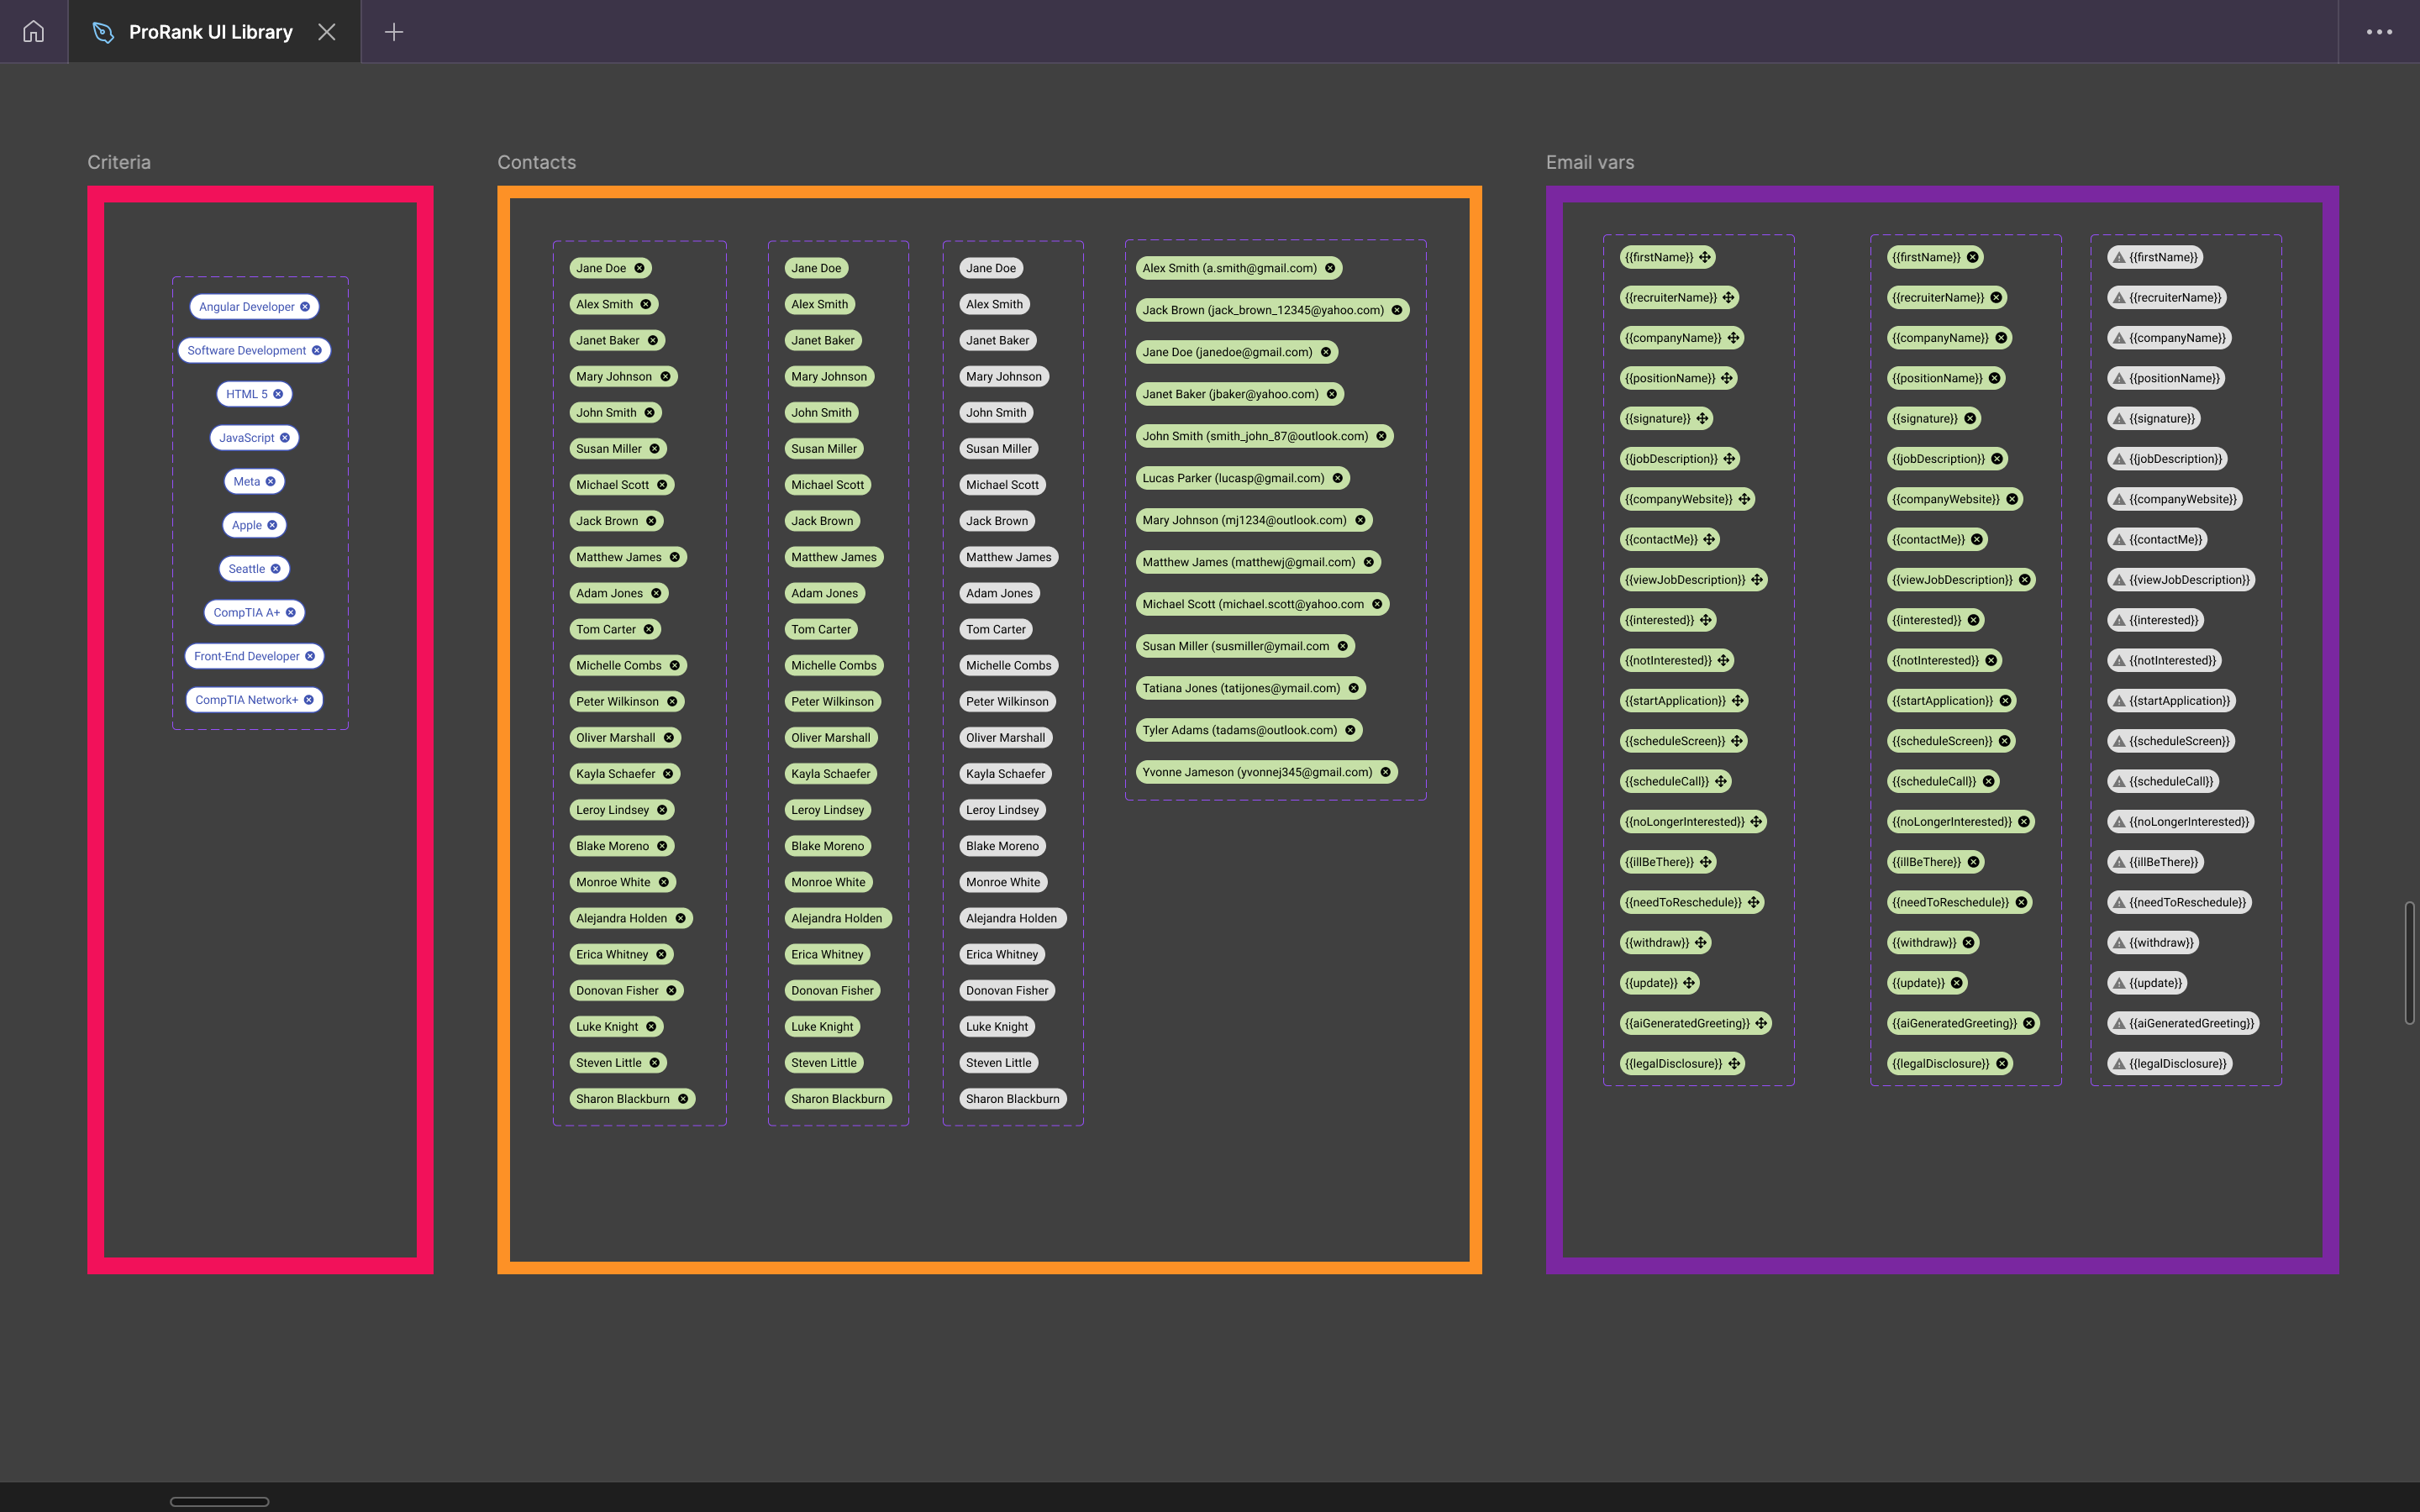 ProRank UI Library
Criteria
Angular Developer
Software Development
HTML 5
JavaScript
Meta
Apple
Seattle
CompTIA A+
Front-End Developer
CompTIA Network+
Contacts
Jane Doe
Alex Smith
Janet Baker
Mary Johnson
John Smith
Susan Miller
Michael Scott
Jack Brown
Matthew James
Adam Jones
Tom Carter
Michelle Combs
Peter Wilkinson
Oliver Marshall
Kayla Schaefer
Leroy Lindsey
Blake Moreno
Monroe White
Alejandra Holden
Erica Whitney
Donovan Fisher
Luke Knight
Steven Little
Sharon Blackburn
Jane Doe
Alex Smith
Janet Baker
Mary Johnson
John Smith
Susan Miller
Michael Scott
Jack Brown
Matthew James
Adam Jones
Tom Carter
Michelle Combs
Peter Wilkinson
Oliver Marshall
Kayla Schaefer
Leroy Lindsey
Blake Moreno
Monroe White
Alejandra Holden
Erica Whitney
Donovan Fisher
Luke Knight
Steven Little
Sharon Blackburn
Jane Doe
Alex Smith
Janet Baker
Mary Johnson
John Smith
Susan Miller
Michael Scott
Jack Brown
Matthew James
Adam Jones
Tom Carter
Michelle Combs
Peter Wilkinson
Oliver Marshall
Kayla Schaefer
Leroy Lindsey
Blake Moreno
Monroe White
Alejandra Holden
Erica Whitney
Donovan Fisher
Luke Knight
Steven Little
Sharon Blackburn
Alex Smith (a.smith@gmail.com)
Jack Brown (jack_brown_12345@yahoo.com)
Jane Doe (janedoe@gmail.com)
Janet Baker (jbaker@yahoo.com)
John Smith (smith_john_87@outlook.com)
Lucas Parker (lucasp@gmail.com)
Mary Johnson (mj1234@outlook.com)
Matthew James (matthewj@gmail.com)
Michael Scott (michael.scott@yahoo.com
Susan Miller (susmiller@ymail.com
Tatiana Jones (tatijones@ymail.com)
Tyler Adams (tadams@outlook.com)
Yvonne Jameson (yvonnej345@gmail.com)
Email vars
{{firstName}}
{{recruiterName}}
{{companyName}}
{{positionName}}
{{signature}}
{{jobDescription}}
{{companyWebsite}}
{{contactMe}}
{{viewJobDescription}}
{{interested}}
{{notInterested}}
{{startApplication}}
{{scheduleScreen}}
{{scheduleCall}}
{{noLongerInterested}}
{{illBeThere}}
{{needToReschedule}}
{{withdraw}}
{{update}}
{{aiGeneratedGreeting}}
{{legalDisclosure}}
{{firstName}}
{{recruiterName}}
{{companyName}}
{{positionName}}
{{signature}}
{{jobDescription}}
{{companyWebsite}}
{{contactMe}}
{{viewJobDescription}}
{{interested}}
{{notInterested}}
{{startApplication}}
{{scheduleScreen}}
{{scheduleCall}}
{{noLongerInterested}}
{{illBeThere}}
{{needToReschedule}}
{{withdraw}}
{{update}}
{{aiGeneratedGreeting}}
{{legalDisclosure}}
{{firstName}}
{{recruiterName}}
{{companyName}}
{{positionName}}
{{signature}}
{{jobDescription}}
{{companyWebsite}}
{{contactMe}}
{{viewJobDescription}}
{{interested}}
{{notInterested}}
{{startApplication}}
{{scheduleScreen}}
{{scheduleCall}}
{{noLongerInterested}}
{{illBeThere}}
{{needToReschedule}}
{{withdraw}}
{{update}}
{{aiGeneratedGreeting}}
{{legalDisclosure}}